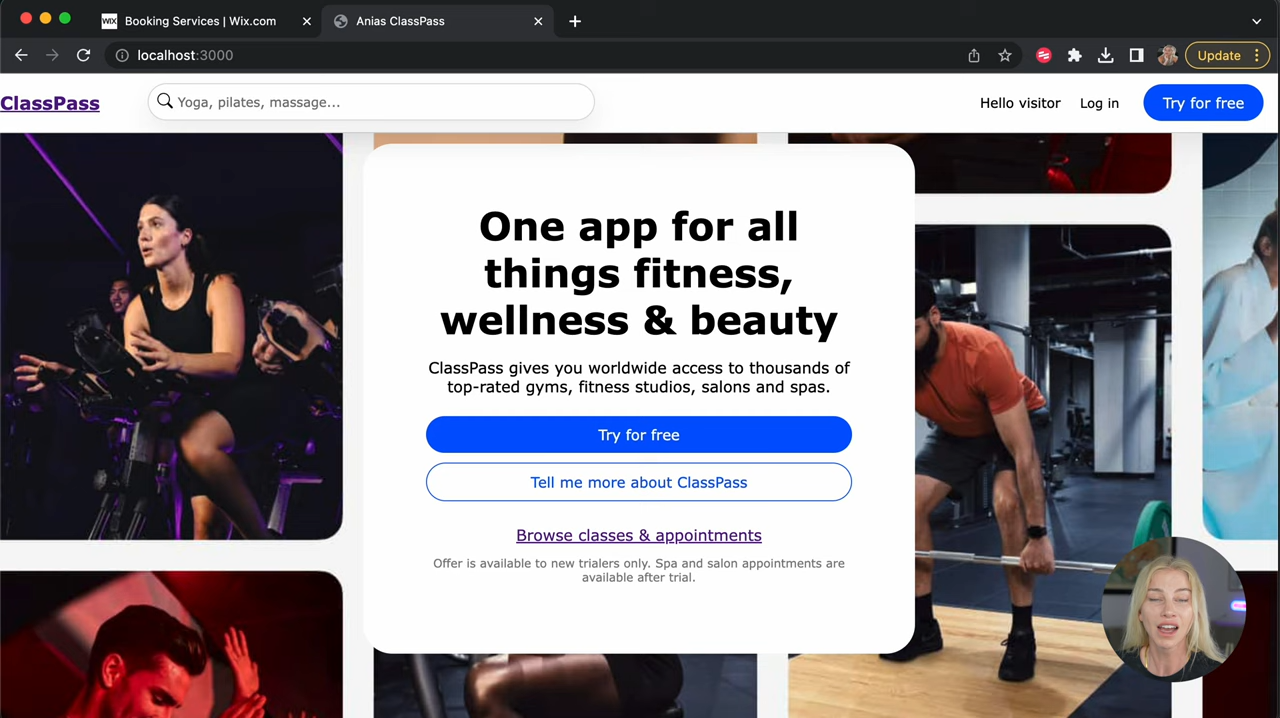 WIX Booking Services | Wix.com
Anias ClassPass
localhost:3000
Update
ClassPass
Yoga, pilates, massage...
Hello visitor
Log in
Try for free
One app for all
things fitness,
wellness & beauty
ClassPass gives you worldwide access to thousands of
top-rated gyms, fitness studios, salons and spas.
Try for free
Tell me more about ClassPass
Browse classes & appointments
Offer is available to new trialers only. Spa and salon appointments are
available after trial.